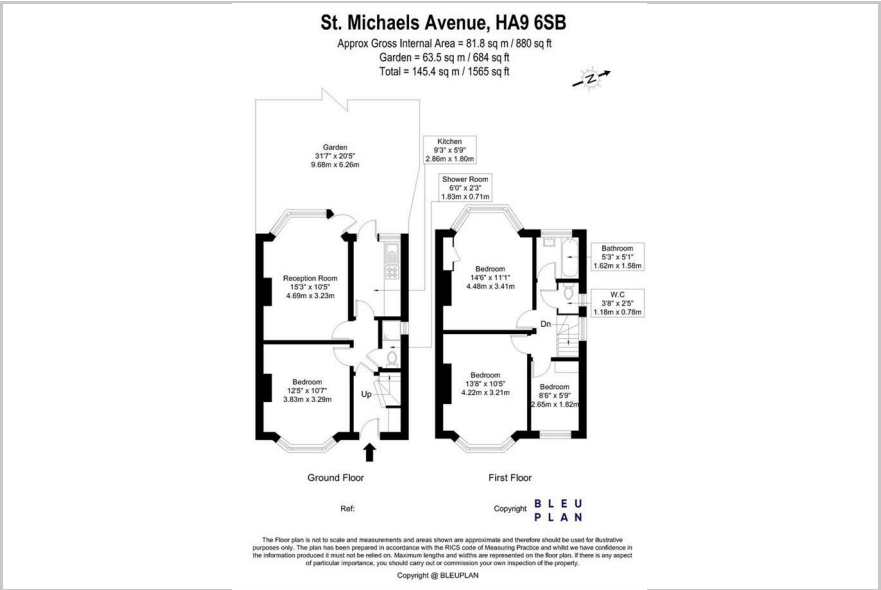 St. Michaels Avenue, HA9 6SB
Approx Gross Internal Area = 81.8 sq m / 880 sq ft
Garden = 63.5 sq m / 684 sq ft
Total = 145.4 sq m / 1565 sq ft
Z
Garden
31'7" x 20'5"
9.68m x 6.26m
Kitchen
9'3" x 5'9"
2.86m x 1.80m
Shower Room
6'0" x 2'3"
1.83m x 0.71m
Reception Room
15'3" x 10'5"
4.69m x 3.23m
Bedroom
12'5" x 10'7"
3.83m x 3.29m
Up
Bedroom
14'6" x 11'1"
4.48m x 3.41m
Bathroom
5'3" x 5'1"
1.62m x 1.58m
W.C
3'8" x 2'5"
1.18m x 0.78m
Dn
Bedroom
13'8" x 10'5"
4.22m x 3.21m
Bedroom
8'6" x 5'9"
2.65m x 1.82m
Ground Floor
First Floor
Ref:
Copyright
BLEU
PLAN
The Floor plan is not to scale and measurements and areas shown are approximate and therefore should be used for illustrative
purposes only. The plan has been prepared in accordance with the RICS code of Measuring Practice and whilst we have confidence in
the information produced it must not be relied on. Maximum lengths and widths are represented on the floor plan. If there is any aspect
of particular importance, you should carry out or commission your own inspection of the property.
Copyright @ BLEUPLAN